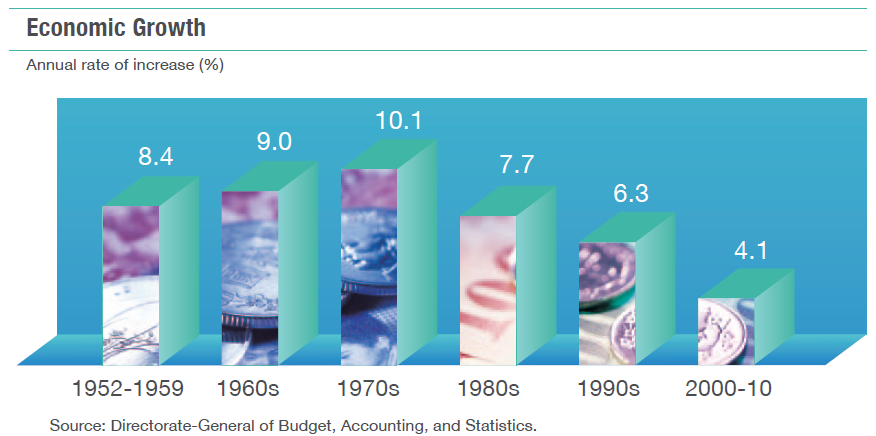 Economic Growth
Annual rate of increase (%)
8.4
9.0
10.1
7.7
6.3
4.1
1952-1959 1960s 1970s 1980s 1990s 2000-10
Source: Directorate-General of Budget, Accounting, and Statistics.